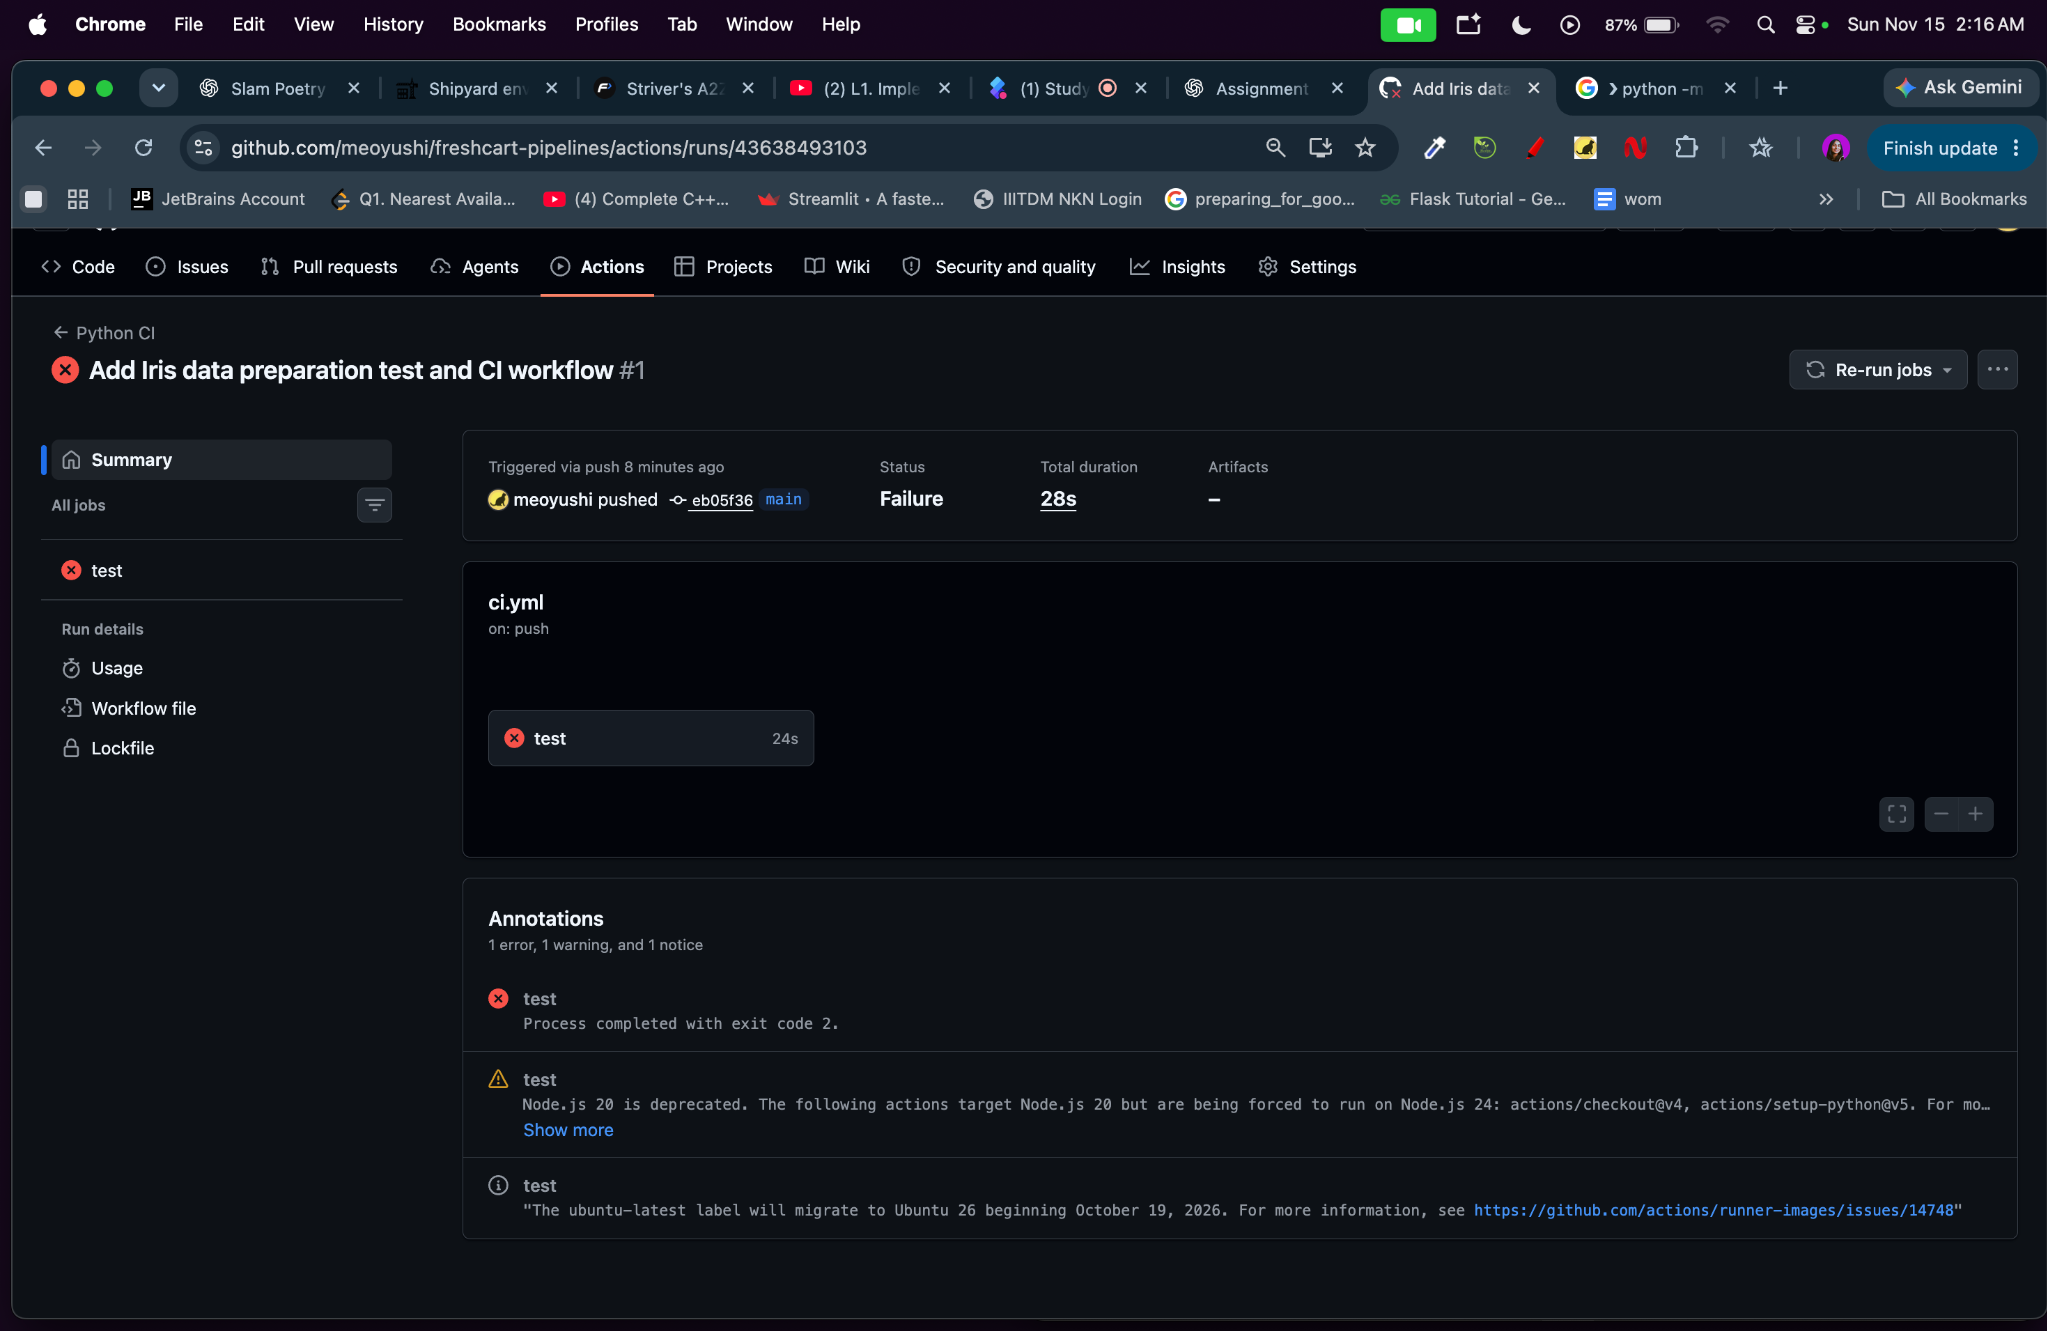 Chrome File Edit View History Bookmarks Profiles Tab Window Help 87% Sun Nov 15 2:16 AM
Slam Poetry Shipyard env Striver's A2Z (2) L1. Imple (1) Study Assignment Add Iris data › python -m Ask Gemini
github.com/meoyushi/freshcart-pipelines/actions/runs/43638493103 Finish update
JB JetBrains Account Q1. Nearest Availa... (4) Complete C++... Streamlit • A faste... IIITDM NKN Login preparing_for_goo... Flask Tutorial - Ge... wom » All Bookmarks
Code Issues Pull requests Agents Actions Projects Wiki Security and quality Insights Settings
Python CI
Add Iris data preparation test and CI workflow #1
Re-run jobs
Summary
All jobs
test
Run details
Usage
Workflow file
Lockfile
Triggered via push 8 minutes ago Status Total duration Artifacts
meoyushi pushed eb05f36 main Failure 28s –
ci.yml
on: push
test 24s
Annotations
1 error, 1 warning, and 1 notice
test
Process completed with exit code 2.
test
Node.js 20 is deprecated. The following actions target Node.js 20 but are being forced to run on Node.js 24: actions/checkout@v4, actions/setup-python@v5. For mo…
Show more
test
"The ubuntu-latest label will migrate to Ubuntu 26 beginning October 19, 2026. For more information, see https://github.com/actions/runner-images/issues/14748"